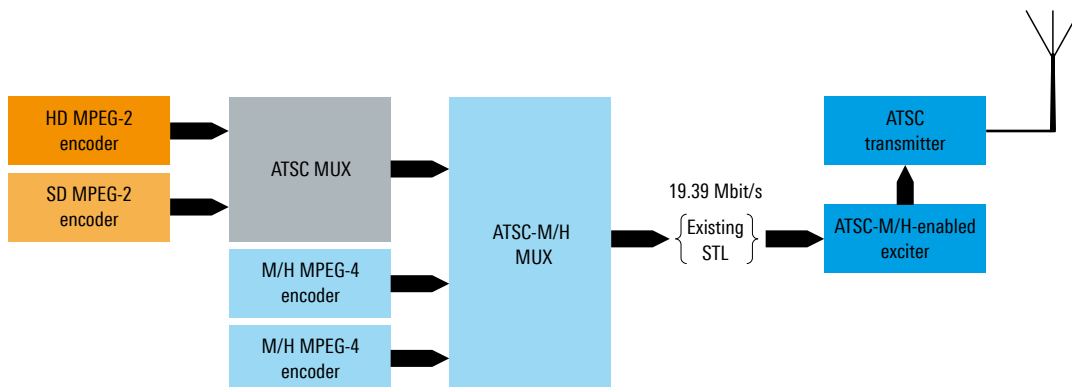 HD MPEG-2
encoder
SD MPEG-2
encoder
ATSC MUX
M/H MPEG-4
encoder
M/H MPEG-4
encoder
ATSC-M/H
MUX
19.39 Mbit/s
Existing
STL
ATSC
transmitter
ATSC-M/H-enabled
exciter